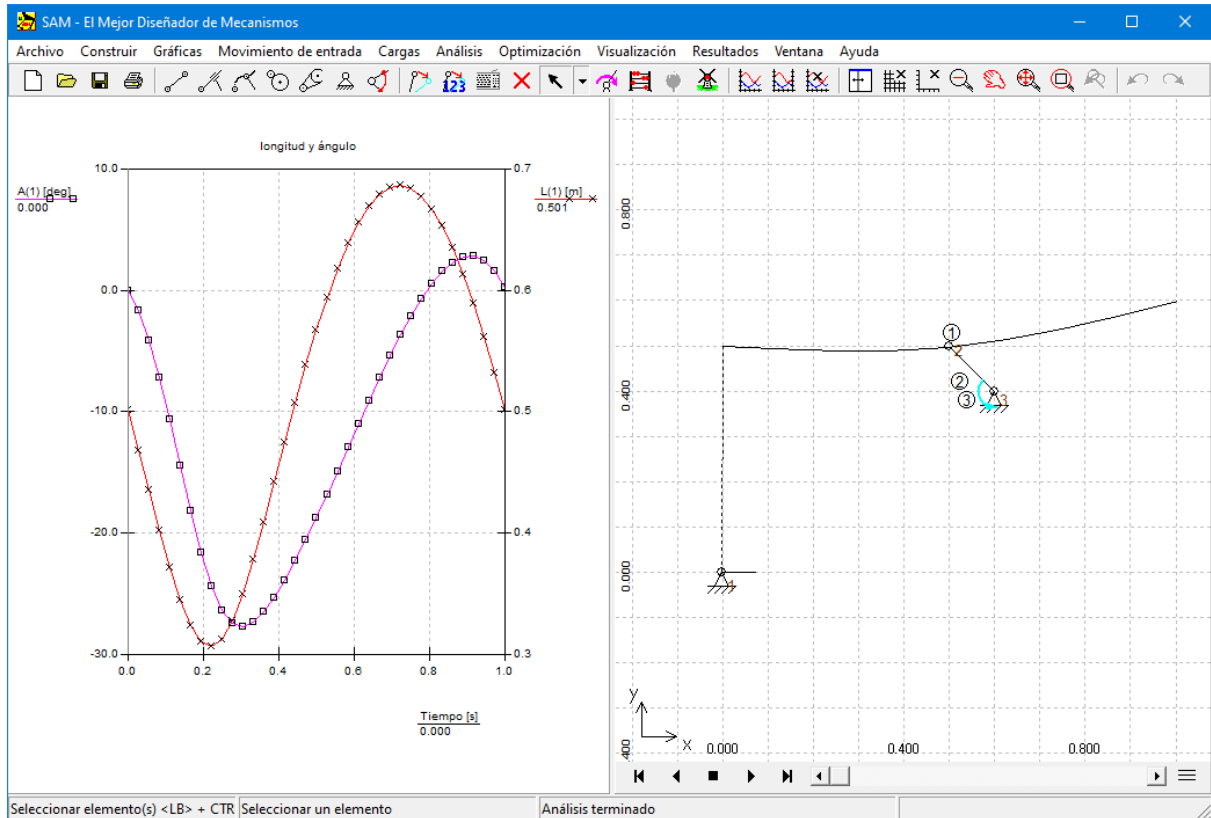 SAM - El Mejor Diseñador de Mecanismos
Archivo Construir Gráficas Movimiento de entrada Cargas Análisis Optimización Visualización Resultados Ventana Ayuda
123
longitud y ángulo
A(1) [deg]
0.000
L(1) [m]
0.501
10.0
0.0
-10.0
-20.0
-30.0
0.7
0.6
0.5
0.4
0.3
0.0 0.2 0.4 0.6 0.8 1.0
Tiempo [s]
0.000
0.800
0.400
0.000
.400
1
2
2
3
3
1
y
x
0.000 0.400 0.800
Seleccionar elemento(s) <LB> + CTR Seleccionar un elemento Análisis terminado